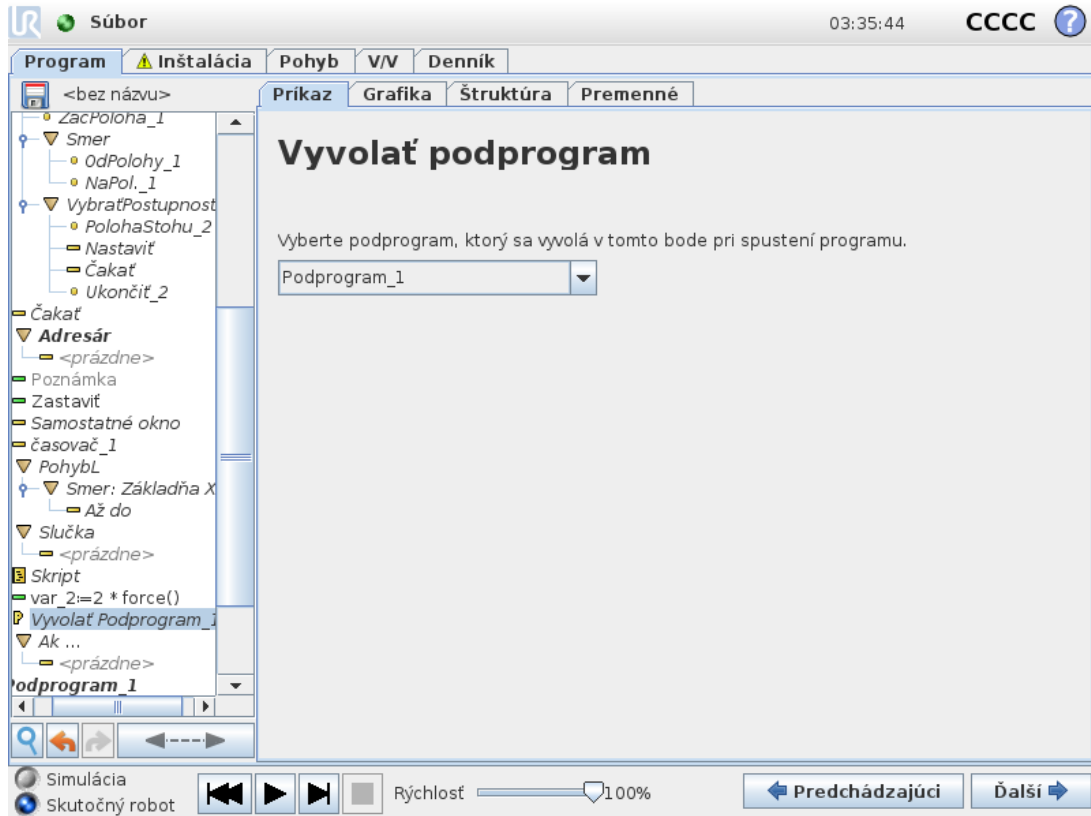 Súbor
03:35:44
CCCC
?
Program
Inštalácia
Pohyb
V/V
Denník
<bez názvu>
Príkaz
Grafika
Štruktúra
Premenné
ZačPoloha_1
Smer
OdPolohy_1
NaPol._1
VybraťPostupnosť
PolohaStohu_2
Nastaviť
Čakať
Ukončiť_2
Čakať
Adresár
<prázdne>
Poznámka
Zastaviť
Samostatné okno
časovač_1
PohybL
Smer: Základňa X
Až do
Slučka
<prázdne>
Skript
var_2:=2 * force()
Vyvolať Podprogram_1
Ak ...
<prázdne>
Podprogram_1
Vyvolať podprogram
Vyberte podprogram, ktorý sa vyvolá v tomto bode pri spustení programu.
Podprogram_1
Simulácia
Skutočný robot
Rýchlosť
100%
Predchádzajúci
Ďalší